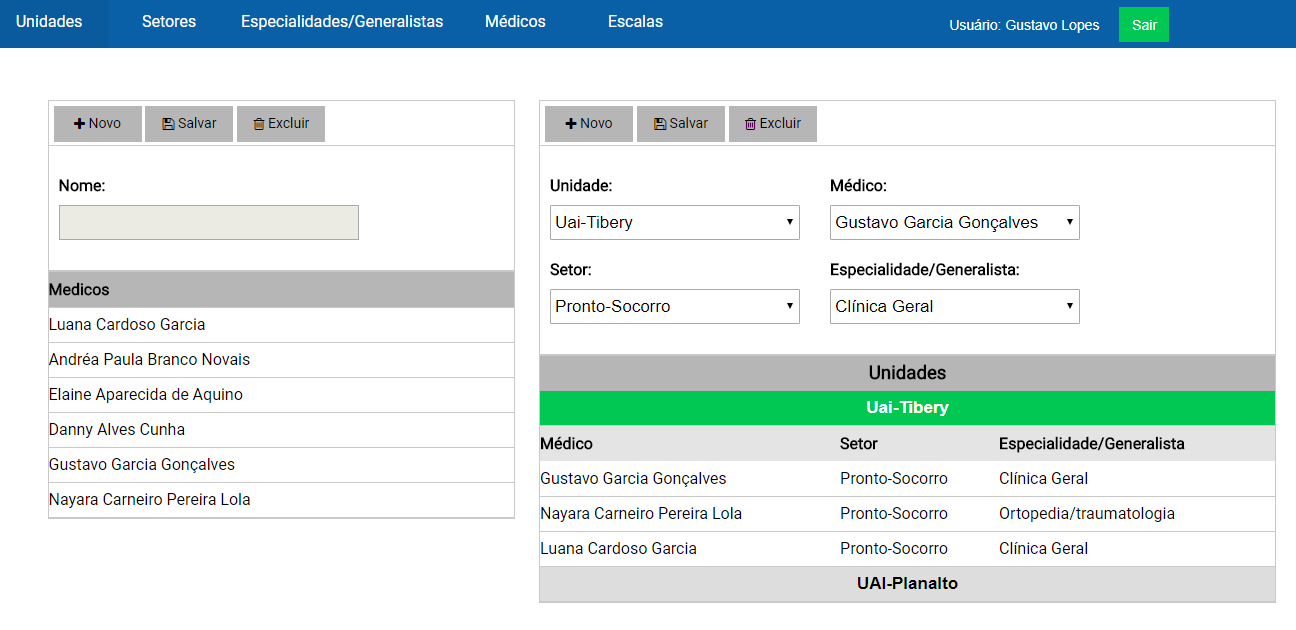 Unidades Setores Especialidades/Generalistas Médicos Escalas Usuário: Gustavo Lopes Sair
Novo Salvar Excluir
Nome:
Medicos
Luana Cardoso Garcia
Andréa Paula Branco Novais
Elaine Aparecida de Aquino
Danny Alves Cunha
Gustavo Garcia Gonçalves
Nayara Carneiro Pereira Lola
Novo Salvar Excluir
Unidade: Médico:
Uai-Tibery Gustavo Garcia Gonçalves
Setor: Especialidade/Generalista:
Pronto-Socorro Clínica Geral
Unidades
Uai-Tibery
Médico Setor Especialidade/Generalista
Gustavo Garcia Gonçalves Pronto-Socorro Clínica Geral
Nayara Carneiro Pereira Lola Pronto-Socorro Ortopedia/traumatologia
Luana Cardoso Garcia Pronto-Socorro Clínica Geral
UAI-Planalto